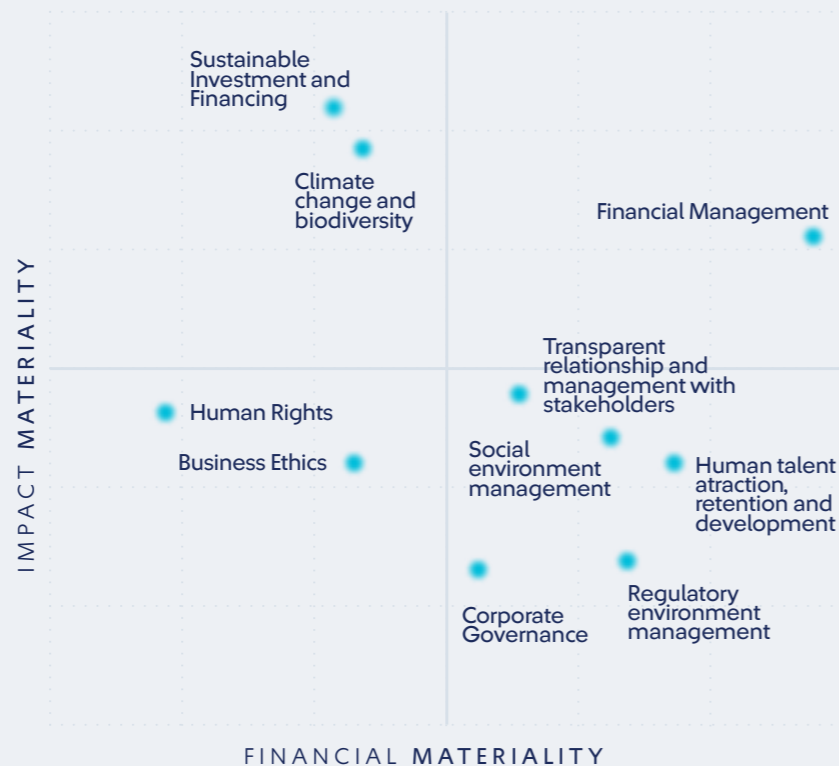 Sustainable
Investment and
Financing
Climate
change and
biodiversity
Financial Management
Transparent
relationship and
management with
stakeholders
Human Rights
Business Ethics
Social
environment
management
Human talent
atraction,
retention and
development
Corporate
Governance
Regulatory
environment
management
IMPACT MATERIALITY
FINANCIAL MATERIALITY